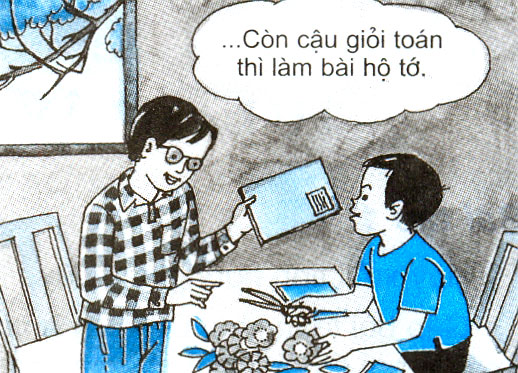 ...Còn cậu giỏi toán
thì làm bài hộ tớ.